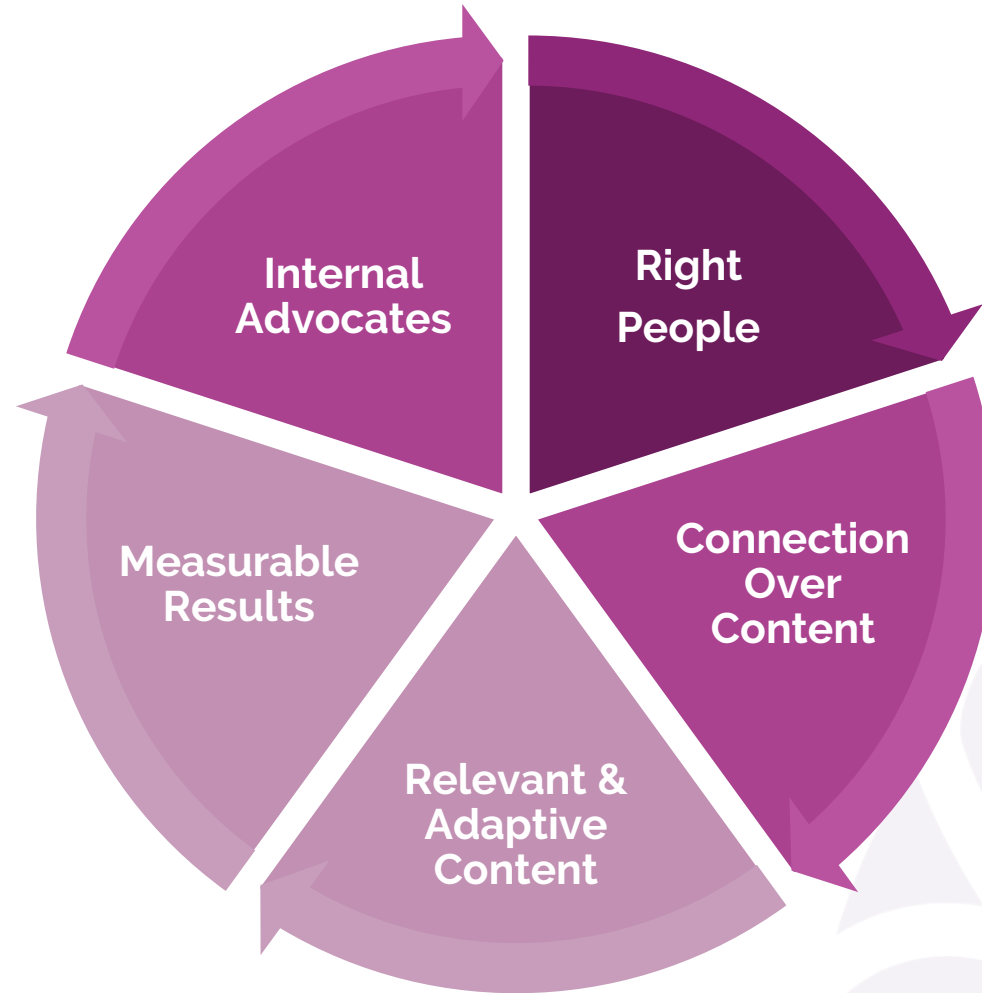 Right
People
Connection
Over
Content
Relevant &
Adaptive
Content
Measurable
Results
Internal
Advocates